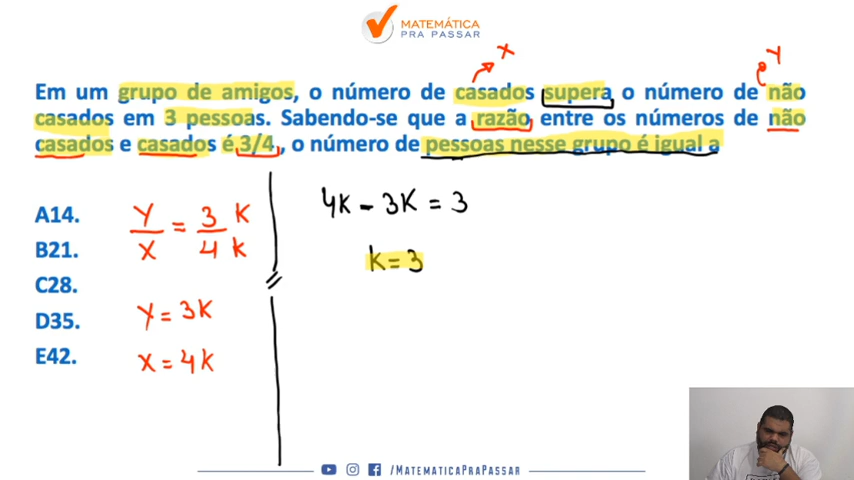 MATEMÁTICA
PRA PASSAR
X
Y
Em um grupo de amigos, o número de casados supera o número de não
casados em 3 pessoas. Sabendo-se que a razão entre os números de não
casados e casados é 3/4, o número de pessoas nesse grupo é igual a
A14.
B21.
C28.
D35.
E42.
Y/X = 3K/4K
Y = 3K
X = 4K
4K - 3K = 3
K = 3
/MATEMATICAPRAPASSAR